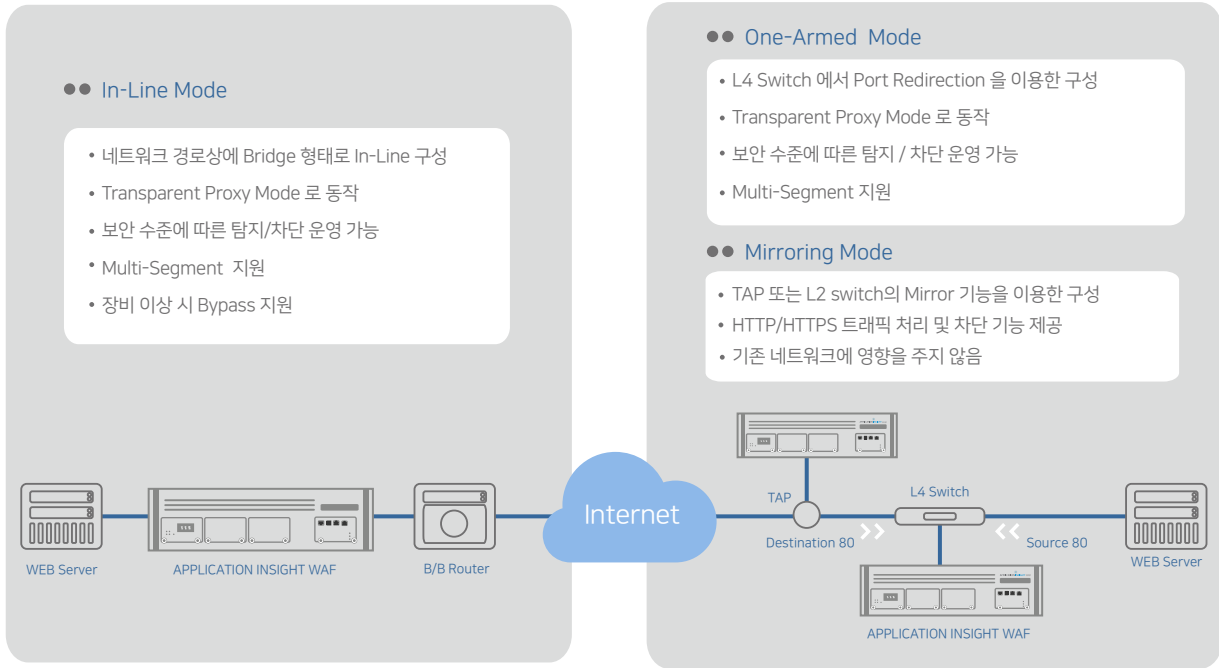 In-Line Mode
• 네트워크 경로상에 Bridge 형태로 In-Line 구성
• Transparent Proxy Mode 로 동작
• 보안 수준에 따른 탐지/차단 운영 가능
• Multi-Segment 지원
• 장비 이상 시 Bypass 지원
WEB Server
APPLICATION INSIGHT WAF
B/B Router
Internet
One-Armed Mode
• L4 Switch 에서 Port Redirection 을 이용한 구성
• Transparent Proxy Mode 로 동작
• 보안 수준에 따른 탐지 / 차단 운영 가능
• Multi-Segment 지원
Mirroring Mode
• TAP 또는 L2 switch의 Mirror 기능을 이용한 구성
• HTTP/HTTPS 트래픽 처리 및 차단 기능 제공
• 기존 네트워크에 영향을 주지 않음
TAP
L4 Switch
Destination 80
Source 80
WEB Server
APPLICATION INSIGHT WAF